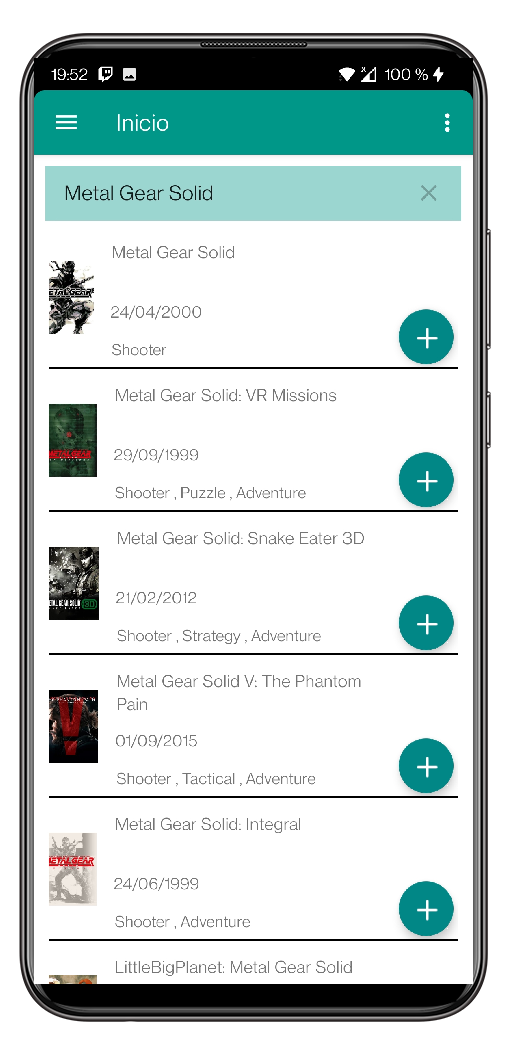 19:52
100 %
Inicio
Metal Gear Solid
Metal Gear Solid
24/04/2000
Shooter
Metal Gear Solid: VR Missions
29/09/1999
Shooter , Puzzle , Adventure
Metal Gear Solid: Snake Eater 3D
21/02/2012
Shooter , Strategy , Adventure
Metal Gear Solid V: The Phantom
Pain
01/09/2015
Shooter , Tactical , Adventure
Metal Gear Solid: Integral
24/06/1999
Shooter , Adventure
LittleBigPlanet: Metal Gear Solid